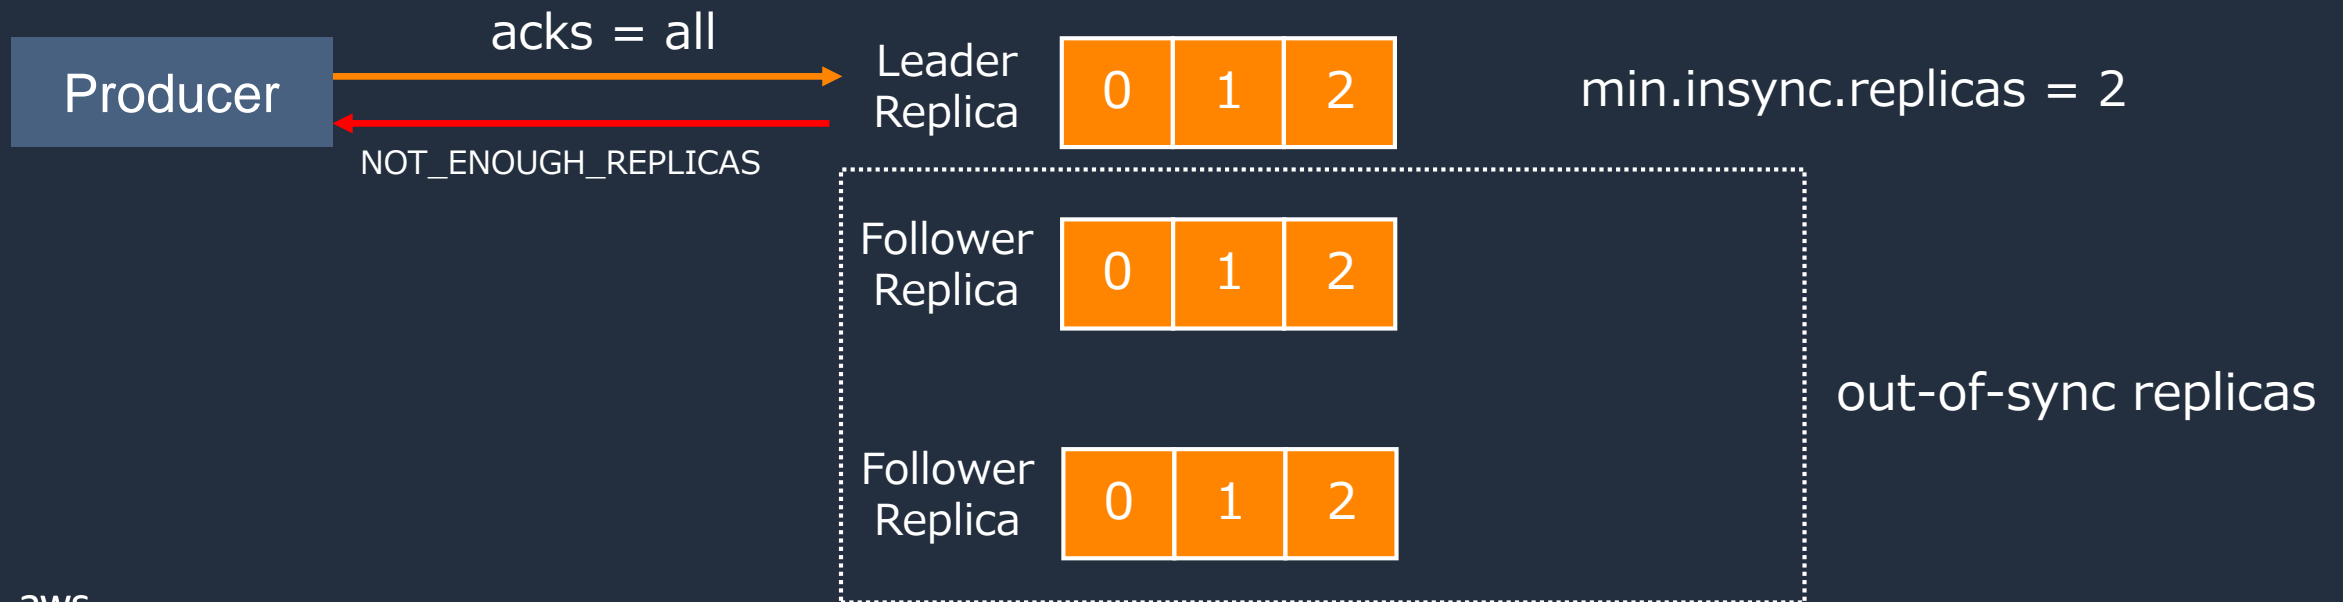 acks = all
Producer
NOT_ENOUGH_REPLICAS
Leader
Replica
0 1 2
min.insync.replicas = 2
Follower
Replica
0 1 2
Follower
Replica
0 1 2
out-of-sync replicas
aws